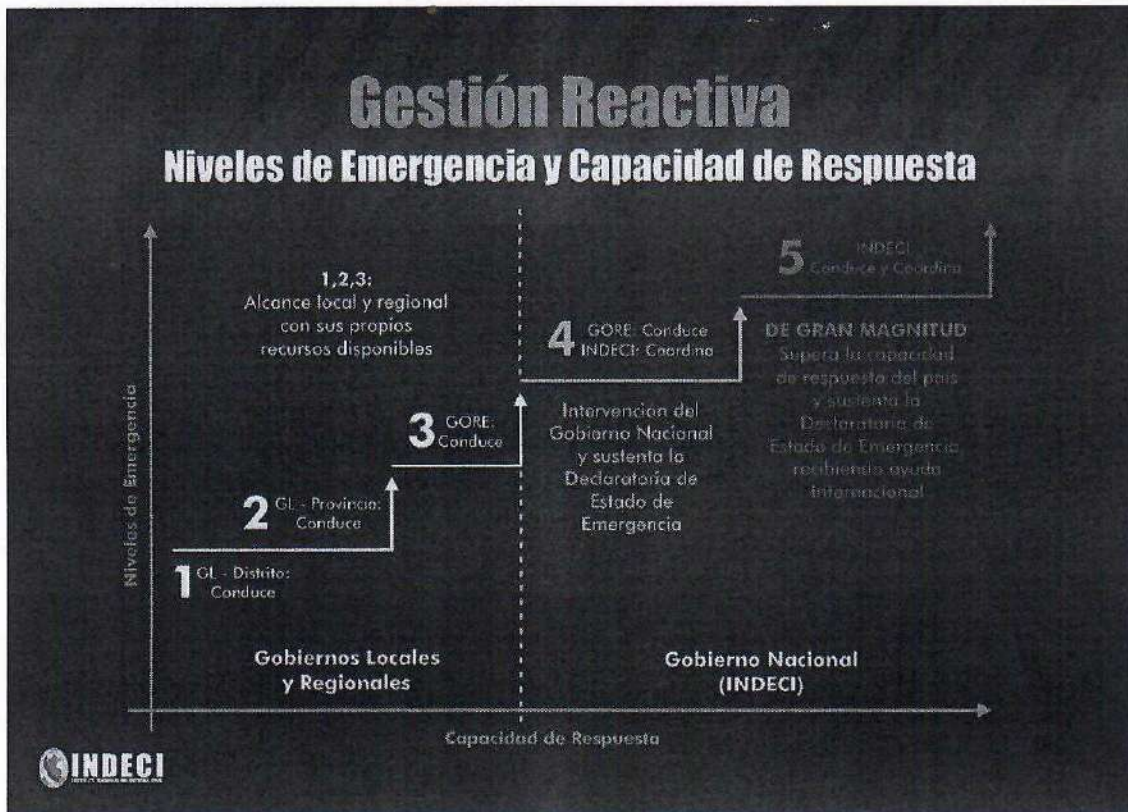 Gestión Reactiva
Niveles de Emergencia y Capacidad de Respuesta
Niveles de Emergencia
1,2,3:
Alcance local y regional
con sus propios
recursos disponibles
1 GL - Distrito:
Conduce
2 GL - Provincia:
Conduce
3 GORE:
Conduce
4 GORE: Conduce
INDECI: Coordina
Intervención del
Gobierno Nacional
y sustenta la
Declaratoria de
Estado de
Emergencia
5 INDECI
Conduce y Coordina
DE GRAN MAGNITUD
Supera la capacidad
de respuesta del país
y sustenta la
Declaratoria de
Estado de Emergencia
recibiendo ayuda
internacional
Gobiernos Locales
y Regionales
Gobierno Nacional
(INDECI)
Capacidad de Respuesta
INDECI